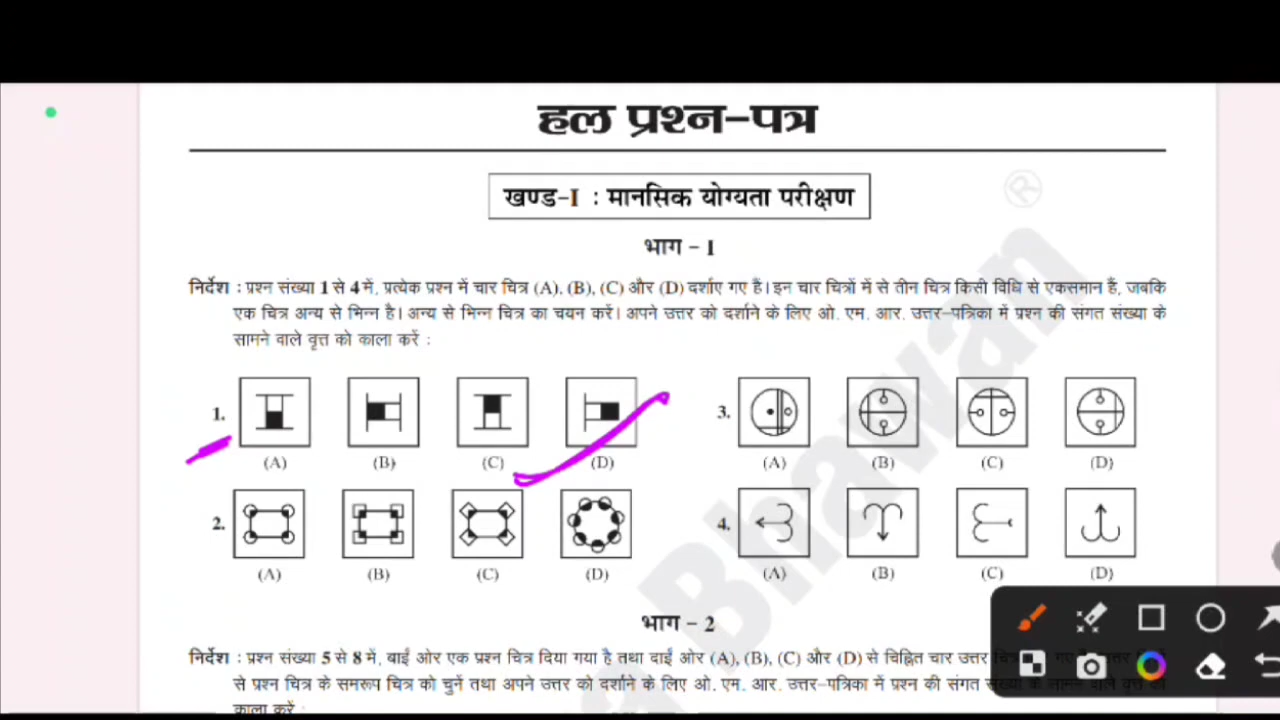 हल प्रश्न-पत्र
खण्ड-I : मानसिक योग्यता परीक्षण
भाग - 1
निर्देश : प्रश्न संख्या 1 से 4 में, प्रत्येक प्रश्न में चार चित्र (A), (B), (C) और (D) दर्शाए गए हैं। इन चार चित्रों में से तीन चित्र किसी विधि से एकसमान हैं, जबकि
एक चित्र अन्य से भिन्न है। अन्य से भिन्न चित्र का चयन करें। अपने उत्तर को दर्शाने के लिए ओ. एम. आर. उत्तर-पत्रिका में प्रश्न की संगत संख्या के
सामने वाले वृत्त को काला करें :
1.
(A) (B) (C) (D)
3.
(A) (B) (C) (D)
2.
(A) (B) (C) (D)
4.
(A) (B) (C) (D)
भाग - 2
निर्देश : प्रश्न संख्या 5 से 8 में, बाईं ओर एक प्रश्न चित्र दिया गया है तथा दाईं ओर (A), (B), (C) और (D) से चिह्नित चार उत्तर
से प्रश्न चित्र के समरूप चित्र को चुनें तथा अपने उत्तर को दर्शाने के लिए ओ. एम. आर. उत्तर-पत्रिका में प्रश्न की संगत
काला करें :
Bhawan ®